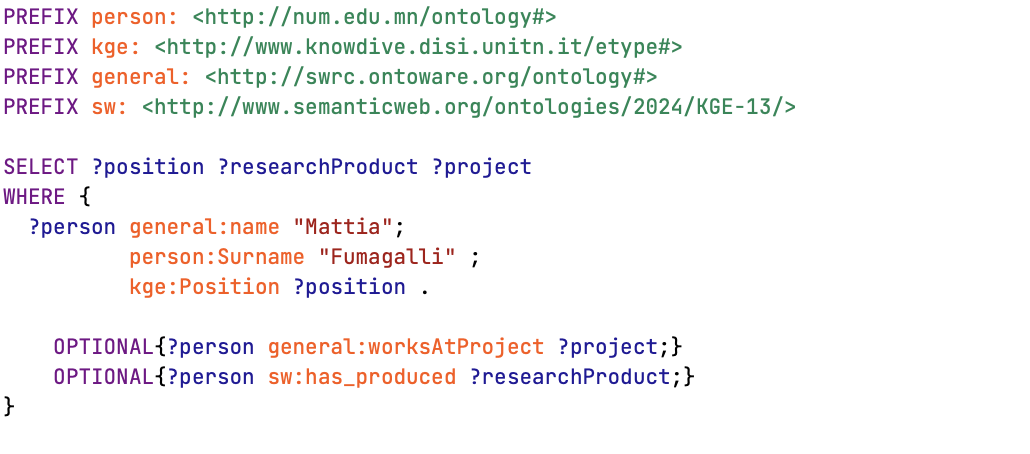 PREFIX person: <http://num.edu.mn/ontology#>
PREFIX kge: <http://www.knowdive.disi.unitn.it/etype#>
PREFIX general: <http://swrc.ontoware.org/ontology#>
PREFIX sw: <http://www.semanticweb.org/ontologies/2024/KGE-13/>

SELECT ?position ?researchProduct ?project
WHERE {
  ?person general:name "Mattia";
          person:Surname "Fumagalli" ;
          kge:Position ?position .

    OPTIONAL{?person general:worksAtProject ?project;}
    OPTIONAL{?person sw:has_produced ?researchProduct;}
}